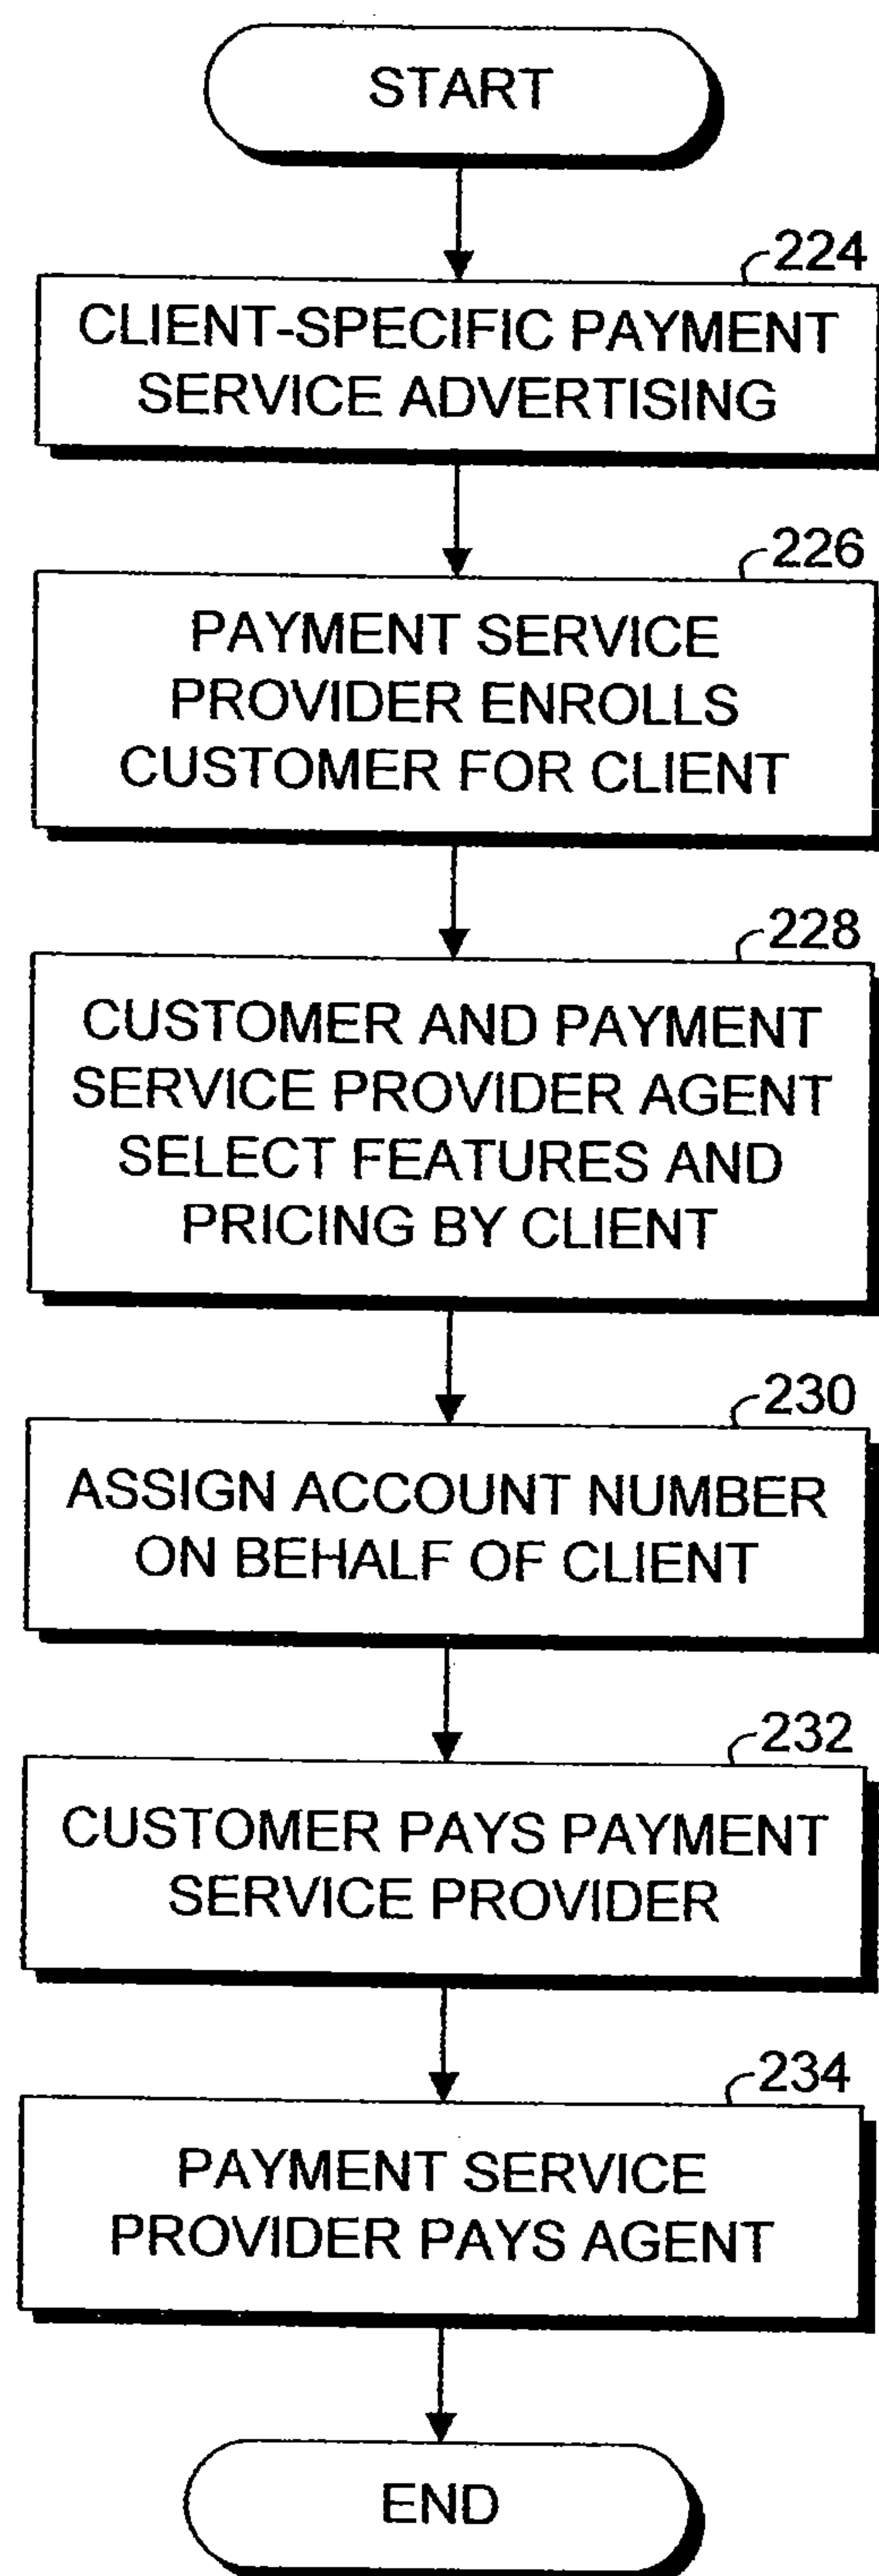 START
224
CLIENT-SPECIFIC PAYMENT
SERVICE ADVERTISING
226
PAYMENT SERVICE
PROVIDER ENROLLS
CUSTOMER FOR CLIENT
228
CUSTOMER AND PAYMENT
SERVICE PROVIDER AGENT
SELECT FEATURES AND
PRICING BY CLIENT
230
ASSIGN ACCOUNT NUMBER
ON BEHALF OF CLIENT
232
CUSTOMER PAYS PAYMENT
SERVICE PROVIDER
234
PAYMENT SERVICE
PROVIDER PAYS AGENT
END